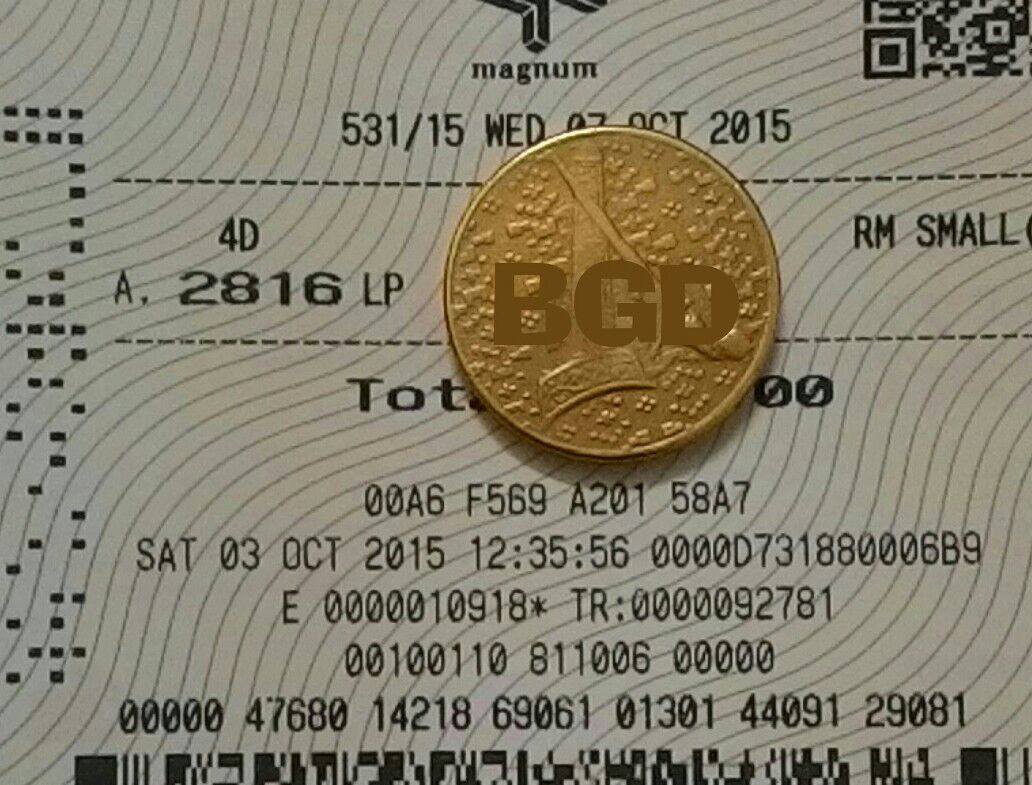 magnum
531/15 WED 07 OCT 2015
4D RM SMALL
A. 2816 LP
BGD
00
00A6 F569 A201 58A7
SAT 03 OCT 2015 12:35:56 0000D731880006B9
E 0000010918* TR:0000092781
00100110 811006 00000
00000 47680 14218 69061 01301 44091 29081